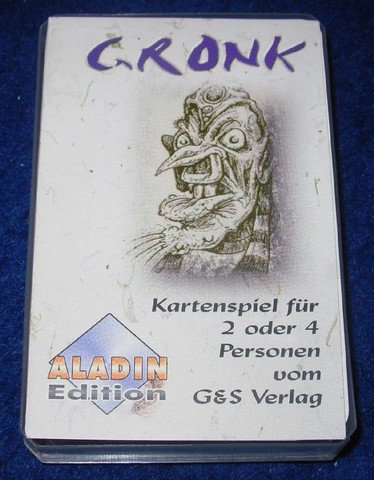 GRONK
Kartenspiel für
2 oder 4
Personen
vom
G&S Verlag
ALADIN
Edition